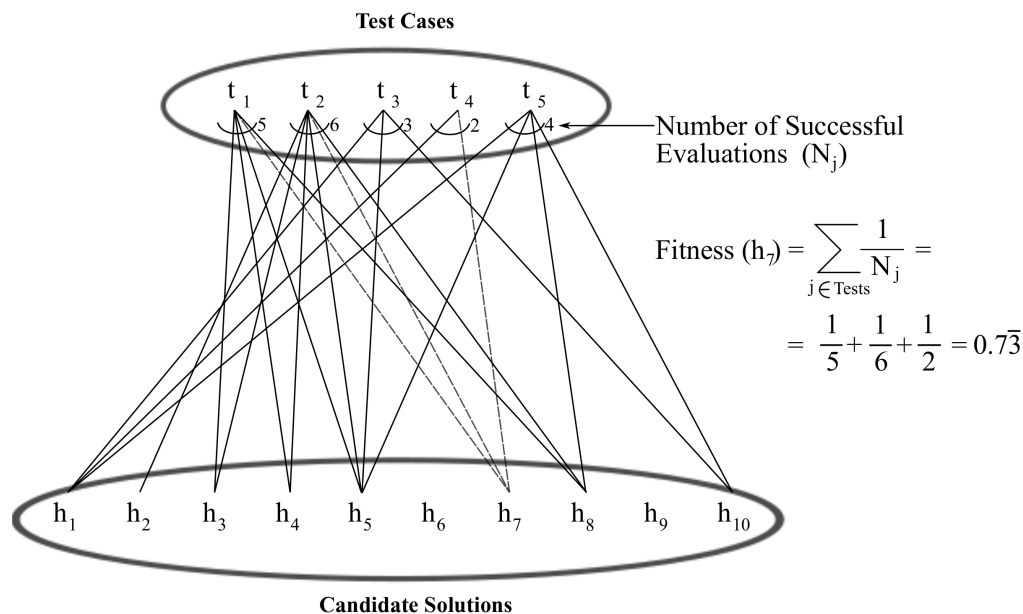 Test Cases
t1 t2 t3 t4 t5
5 6 3 2 4
Number of Successful
Evaluations (Nj)
Fitness (h7) = ∑ j∈Tests 1/Nj =
= 1/5 + 1/6 + 1/2 = 0.73̅
h1 h2 h3 h4 h5 h6 h7 h8 h9 h10
Candidate Solutions